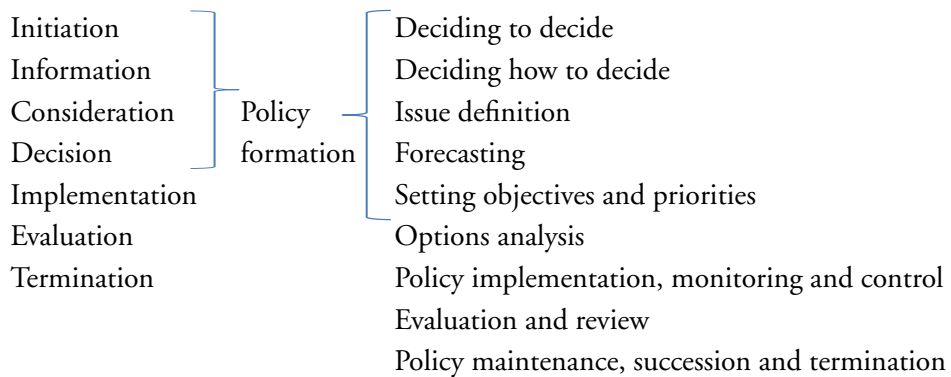 Initiation
Information
Consideration
Decision
Implementation
Evaluation
Termination
Policy
formation
Deciding to decide
Deciding how to decide
Issue definition
Forecasting
Setting objectives and priorities
Options analysis
Policy implementation, monitoring and control
Evaluation and review
Policy maintenance, succession and termination